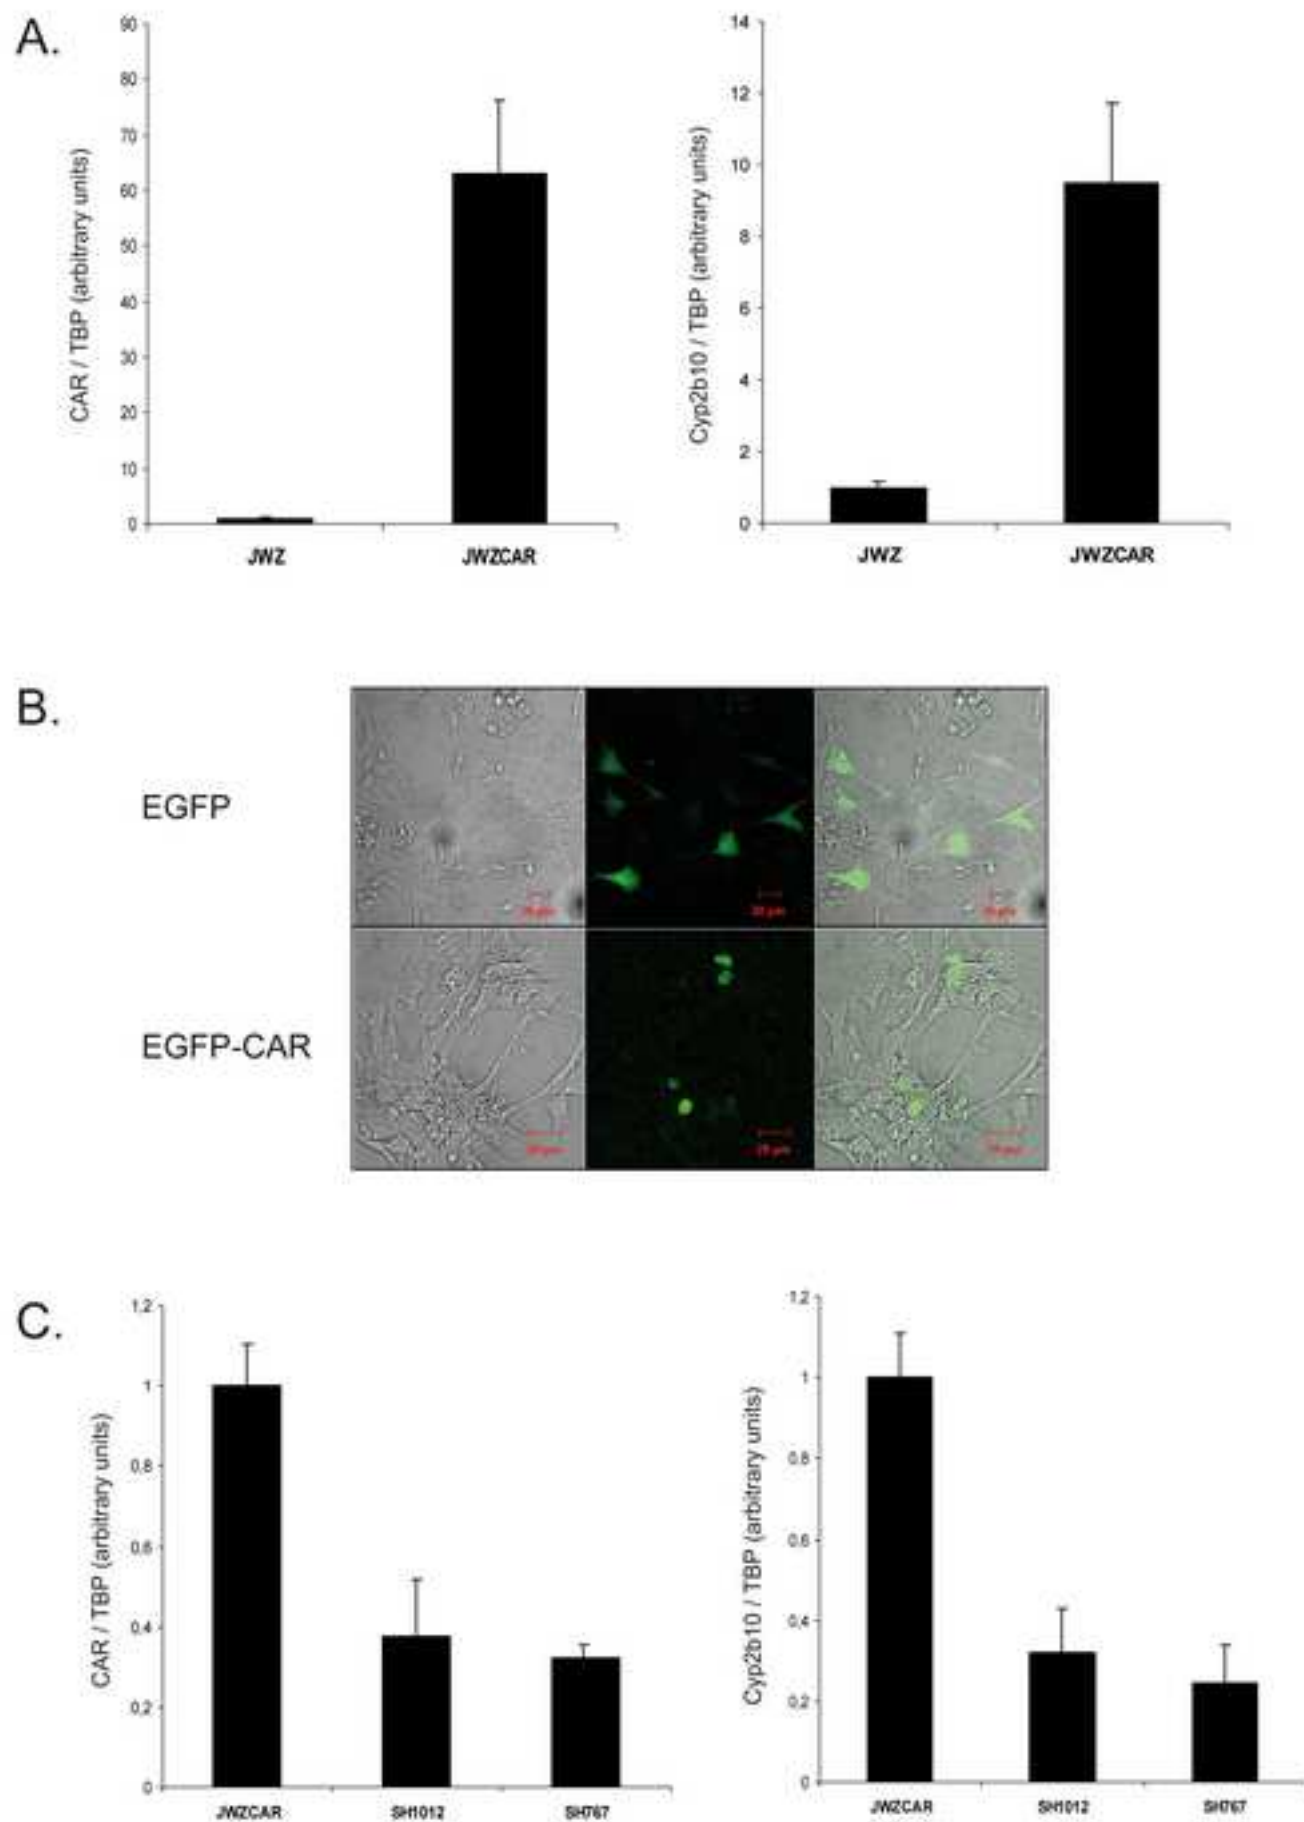 A.
90
80
70
60
50
40
30
20
10
0
CAR / TBP (arbitrary units)
JWZ
JWZCAR
14
12
10
8
6
4
2
0
Cyp2b10 / TBP (arbitrary units)
JWZ
JWZCAR
B.
EGFP
EGFP-CAR
C.
1,2
1
0,8
0,6
0,4
0,2
0
CAR / TBP (arbitrary units)
JWZCAR
SH1012
SH767
1,2
1
0,8
0,6
0,4
0,2
0
Cyp2b10 / TBP (arbitrary units)
JWZCAR
SH1012
SH767